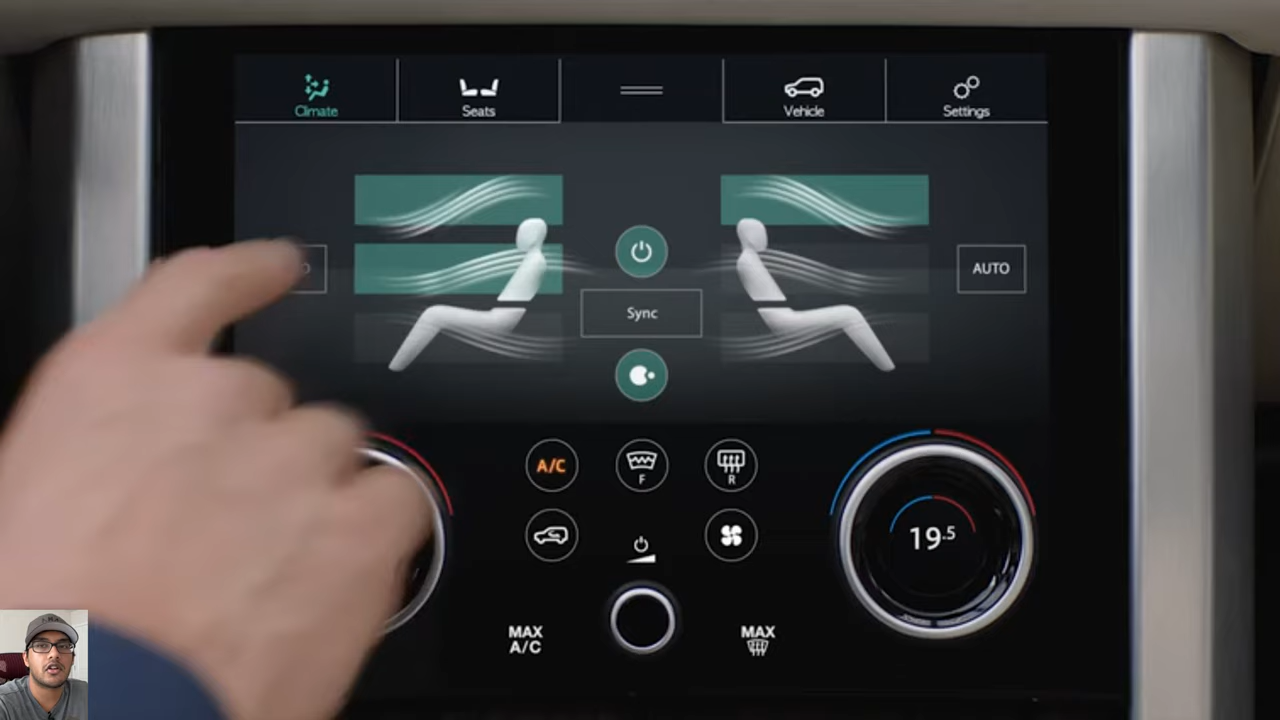 Climate
Seats
Vehicle
Settings
AUTO
Sync
A/C
F
R
19.5
MAX
A/C
MAX